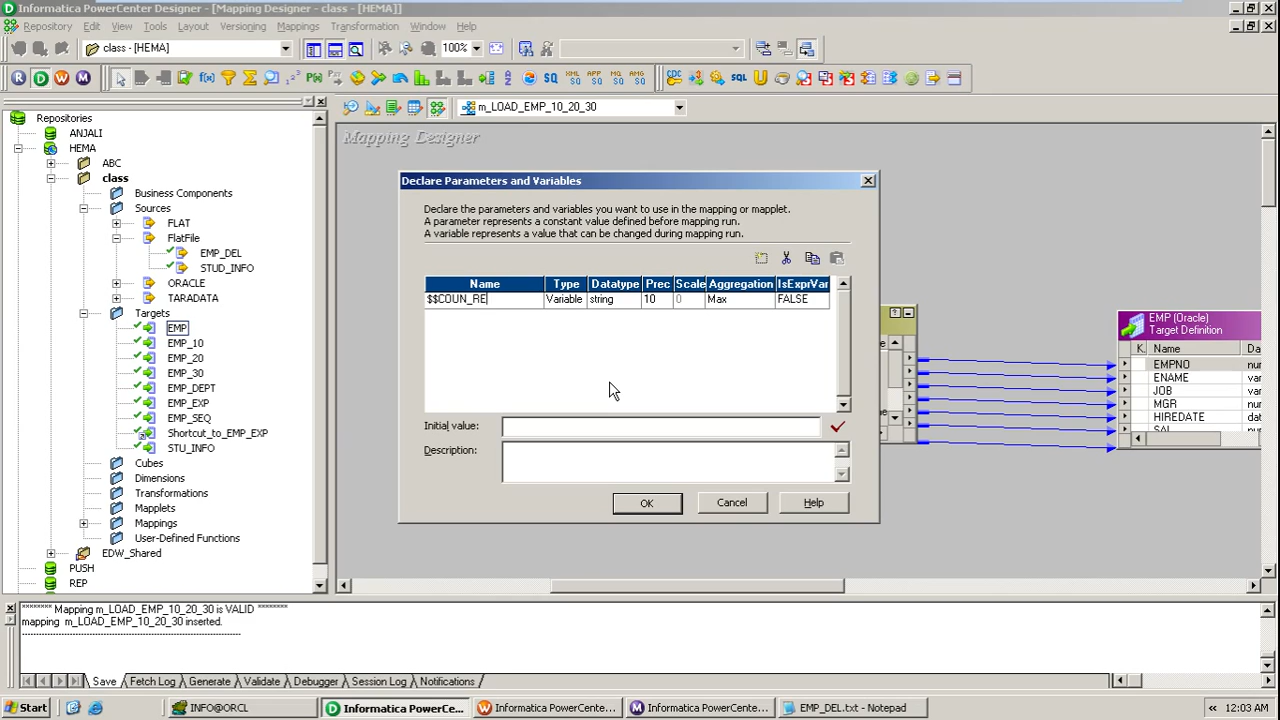 Informatica PowerCenter Designer - [Mapping Designer - class - [HEMA]]
Repository Edit View Tools Layout Versioning Mappings Transformation Window Help
class - [HEMA] 100%
m_LOAD_EMP_10_20_30
Repositories
ANJALI
HEMA
ABC
class
Business Components
Sources
FLAT
FlatFile
EMP_DEL
STUD_INFO
ORACLE
TARADATA
Targets
EMP
EMP_10
EMP_20
EMP_30
EMP_DEPT
EMP_EXP
EMP_SEQ
Shortcut_to_EMP_EXP
STU_INFO
Cubes
Dimensions
Transformations
Mapplets
Mappings
User-Defined Functions
EDW_Shared
PUSH
REP
Mapping Designer
Declare Parameters and Variables
Declare the parameters and variables you want to use in the mapping or mapplet.
A parameter represents a constant value defined before mapping run.
A variable represents a value that can be changed during mapping run.
Name Type Datatype Prec Scale Aggregation IsExprVar
$$COUN_RE Variable string 10 0 Max FALSE
Initial value:
Description:
OK Cancel Help
EMP (Oracle)
Target Definition
K. Name Da
EMPNO nur
ENAME var
JOB var
MGR nur
HIREDATE dat
SAL nur
******** Mapping m_LOAD_EMP_10_20_30 is VALID ********
mapping m_LOAD_EMP_10_20_30 inserted.
Save Fetch Log Generate Validate Debugger Session Log Notifications
Start INFO@ORCL Informatica PowerCe... Informatica PowerCente... Informatica PowerCente... EMP_DEL.txt - Notepad 12:03 AM